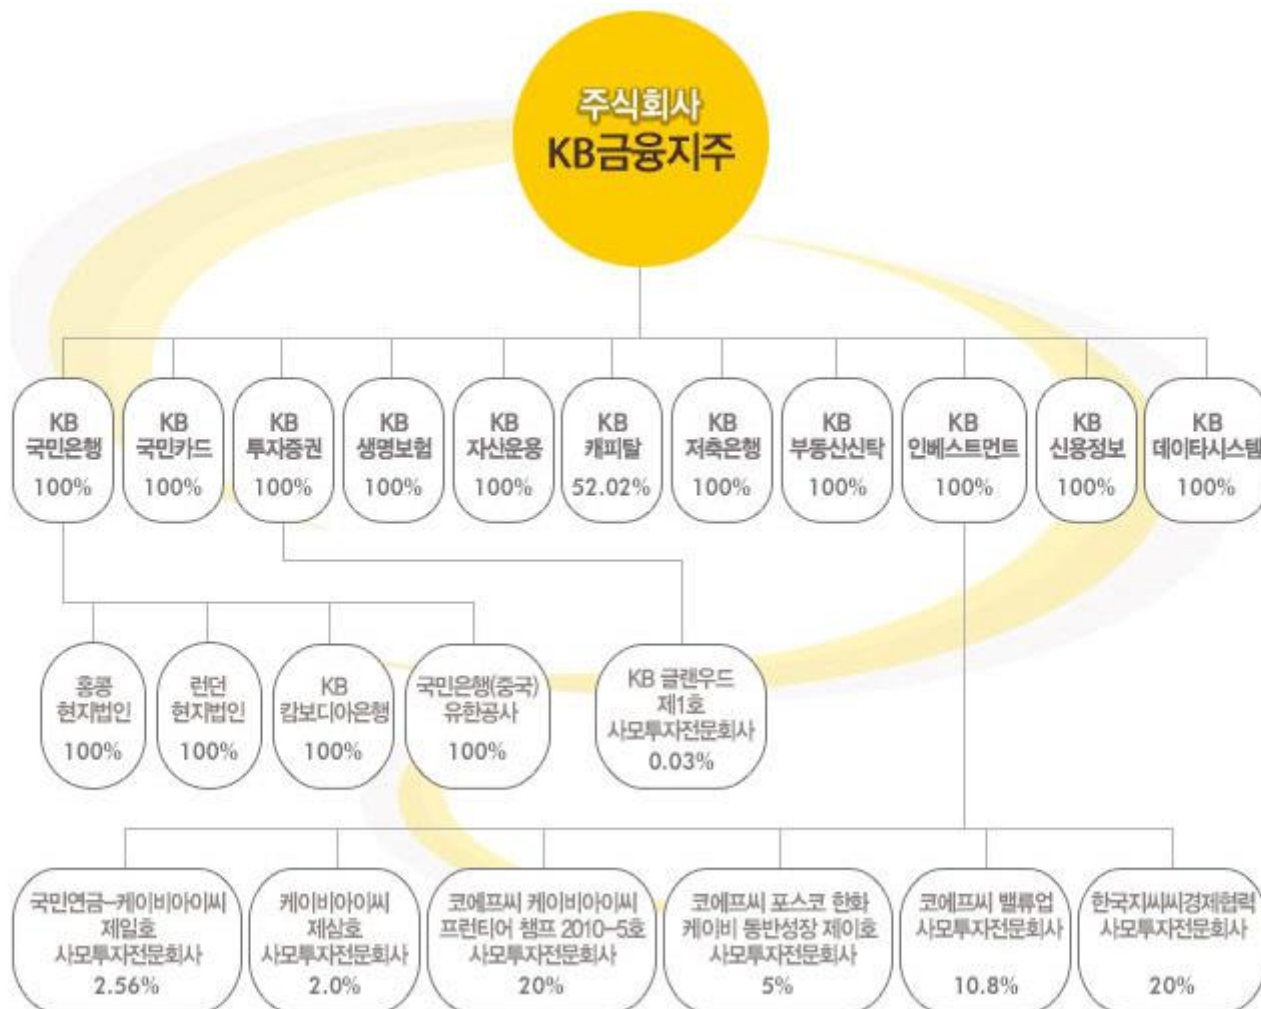 주식회사
KB금융지주
KB
국민은행
100%
KB
국민카드
100%
KB
투자증권
100%
KB
생명보험
100%
KB
자산운용
100%
KB
캐피탈
52.02%
KB
저축은행
100%
KB
부동산신탁
100%
KB
인베스트먼트
100%
KB
신용정보
100%
KB
데이타시스템
100%
홍콩
현지법인
100%
런던
현지법인
100%
KB
캄보디아은행
100%
국민은행(중국)
유한공사
100%
KB 글랜우드
제1호
사모투자전문회사
0.03%
국민연금-케이비아이씨
제일호
사모투자전문회사
2.56%
케이비아이씨
제삼호
사모투자전문회사
2.0%
코에프씨 케이비아이씨
프런티어 챔프 2010-5호
사모투자전문회사
20%
코에프씨 포스코 한화
케이비 동반성장 제이호
사모투자전문회사
5%
코에프씨 밸류업
사모투자전문회사
10.8%
한국지씨씨경제협력
사모투자전문회사
20%